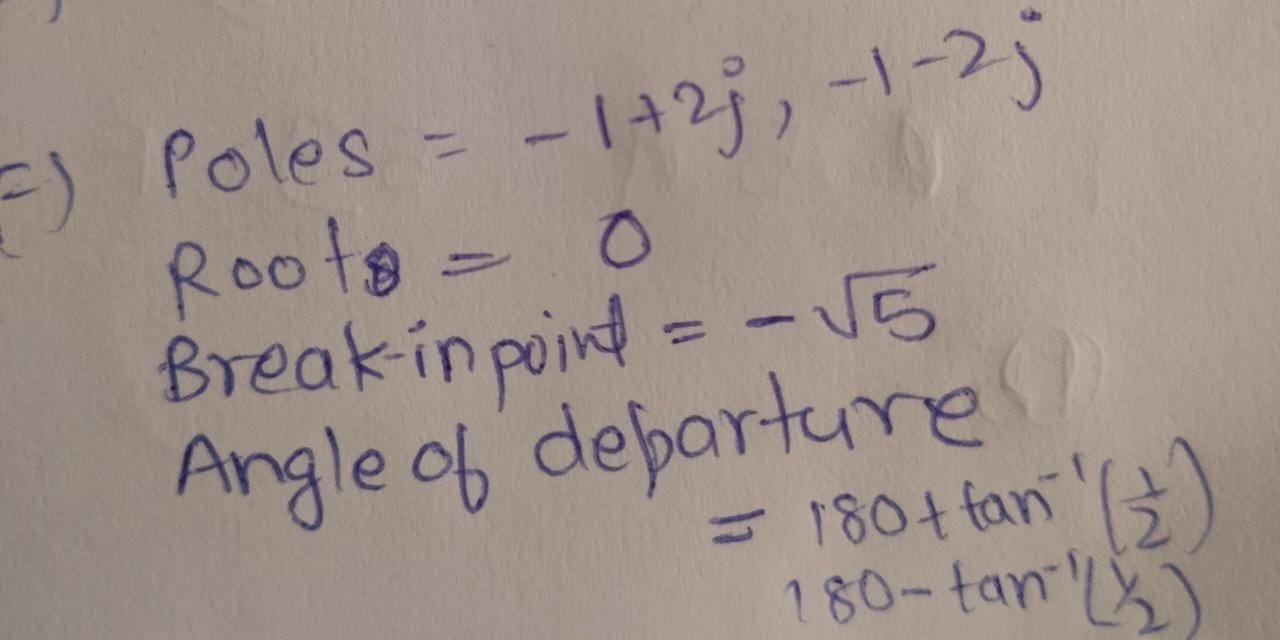 =) Poles = -1+2j, -1-2j
Roots = 0
Break-in point = -√5
Angle of departure
= 180 + tan⁻¹(1/2)
180 - tan⁻¹(1/2)